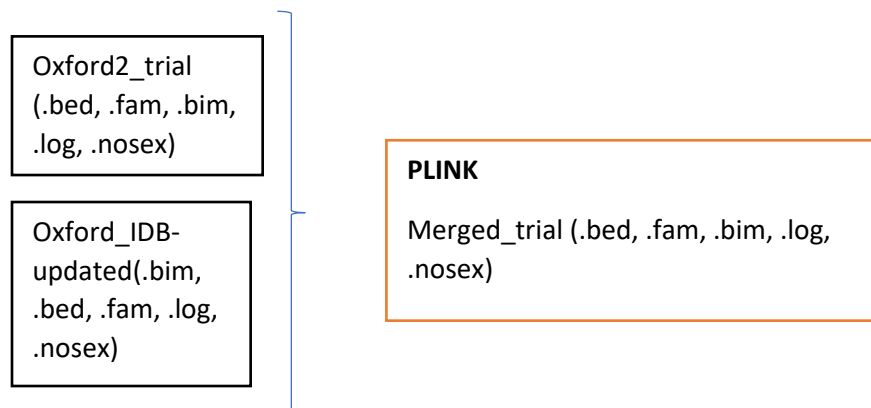 Oxford2_trial
(.bed, .fam, .bim,
.log, .nosex)
Oxford_IDB-
updated(.bim,
.bed, .fam, .log,
.nosex)
PLINK
Merged_trial (.bed, .fam, .bim, .log,
.nosex)